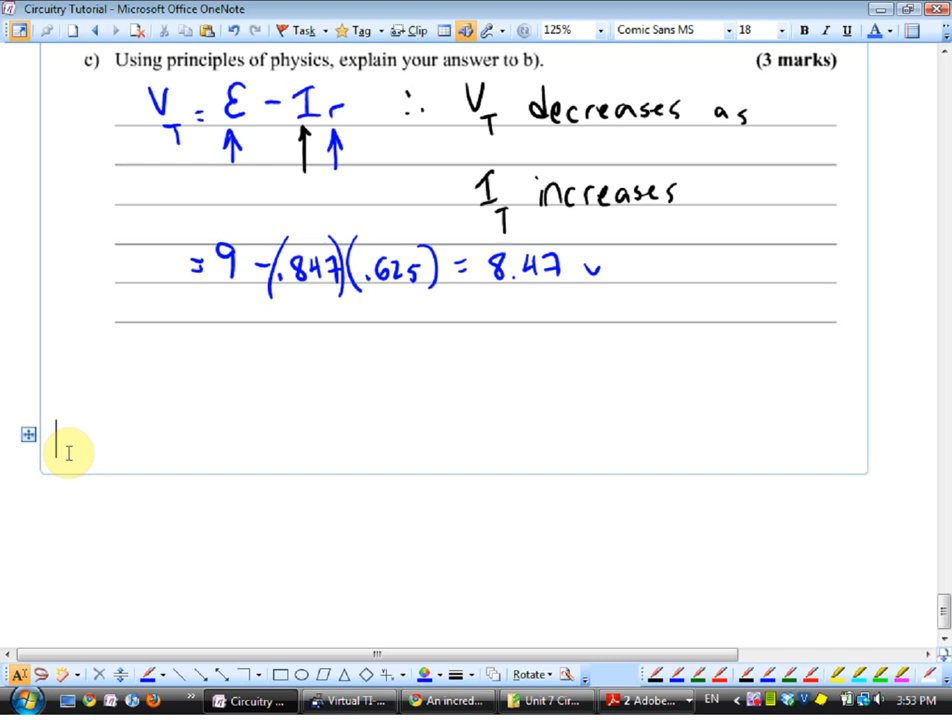 Circuitry Tutorial - Microsoft Office OneNote
Task Tag Clip 125% Comic Sans MS 18 B I U A
c) Using principles of physics, explain your answer to b). (3 marks)
V_T = Ɛ - I r ∴ V_T decreases as
I_T increases
= 9 - (.847)(.625) = 8.47 v
Rotate
Circuitry ... Virtual TI-... An incred... Unit 7 Cir... 2 Adobe... EN 3:53 PM